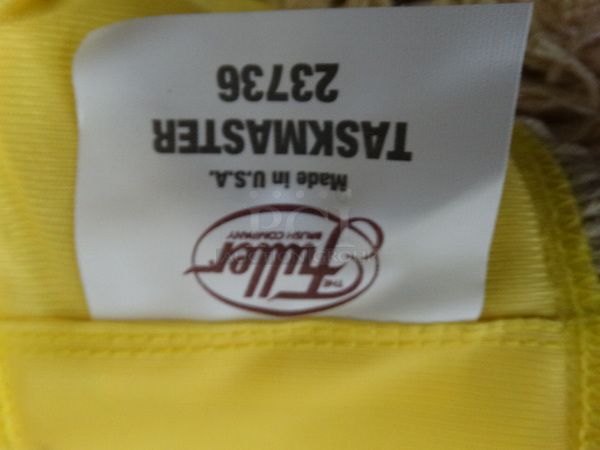 THE
Fuller
BRUSH COMPANY
Made in U.S.A.
TASKMASTER
23736